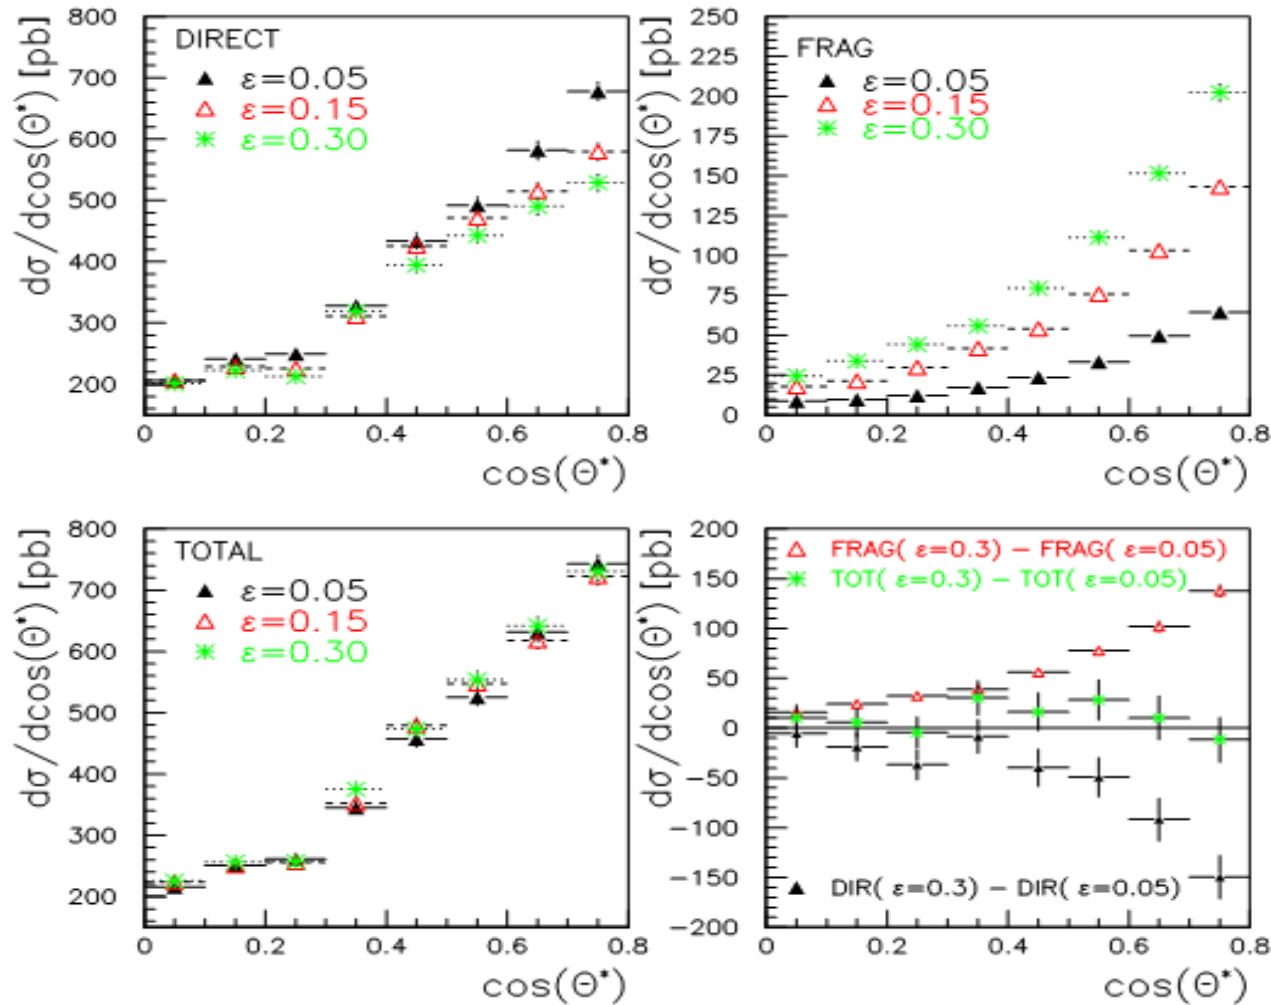 DIRECT
ε=0.05
ε=0.15
ε=0.30
dσ/dcos(Θ*) [pb]
800
700
600
500
400
300
200
0 0.2 0.4 0.6 0.8
cos(Θ*)
FRAG
ε=0.05
ε=0.15
ε=0.30
dσ/dcos(Θ*) [pb]
250
225
200
175
150
125
100
75
50
25
0
0 0.2 0.4 0.6 0.8
cos(Θ*)
TOTAL
ε=0.05
ε=0.15
ε=0.30
dσ/dcos(Θ*) [pb]
800
700
600
500
400
300
200
0 0.2 0.4 0.6 0.8
cos(Θ*)
FRAG( ε=0.3) − FRAG( ε=0.05)
TOT( ε=0.3) − TOT( ε=0.05)
DIR( ε=0.3) − DIR( ε=0.05)
dσ/dcos(Θ*) [pb]
200
150
100
50
0
−50
−100
−150
−200
0 0.2 0.4 0.6 0.8
cos(Θ*)